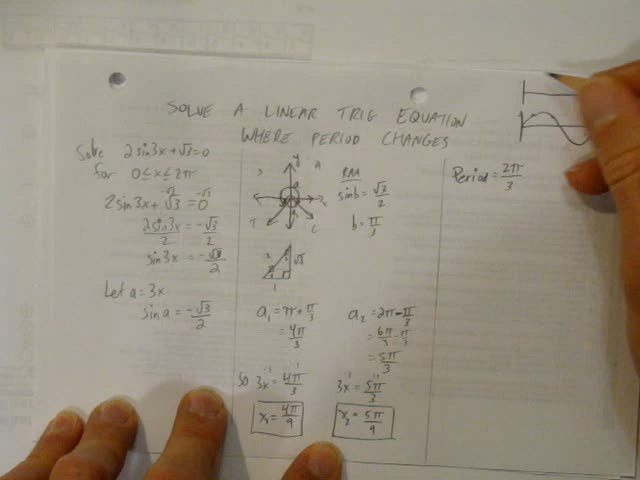 SOLVE A LINEAR TRIG EQUATION
WHERE PERIOD CHANGES
Solve 2sin3x+√3=0
for 0≤x≤2π
-√3 -√3
2sin3x+√3=0
2sin3x/2 = -√3/2
sin3x = -√3/2
Let a=3x
sin a = -√3/2
y
S A
T C
RAA
sinb = √3/2
b = π/3
2 √3
1
a₁ = π+π/3
= 4π/3
so 3x = 4π/3
x₁ = 4π/9
a₂ = 2π-π/3
= 6π/3 - π/3
= 5π/3
3x = 5π/3
x₂ = 5π/9
Period = 2π/3